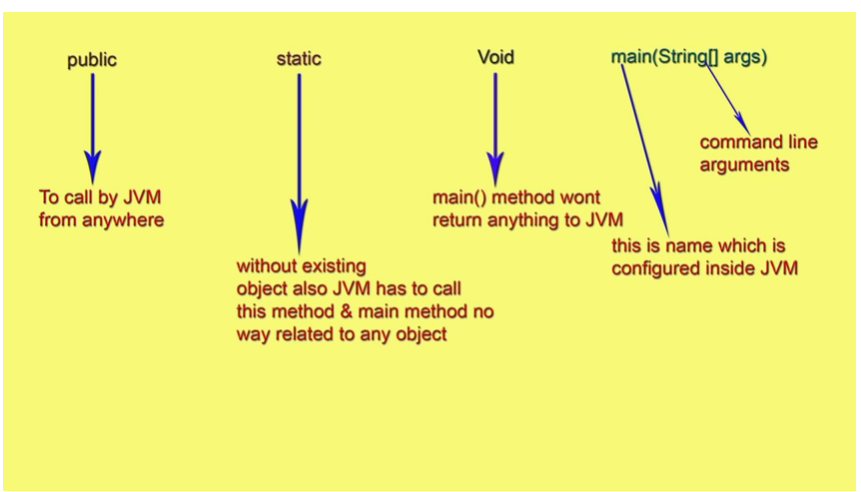 public
static
Void
main(String[] args)
command line
arguments
To call by JVM
from anywhere
main() method wont
return anything to JVM
this is name which is
configured inside JVM
without existing
object also JVM has to call
this method & main method no
way related to any object